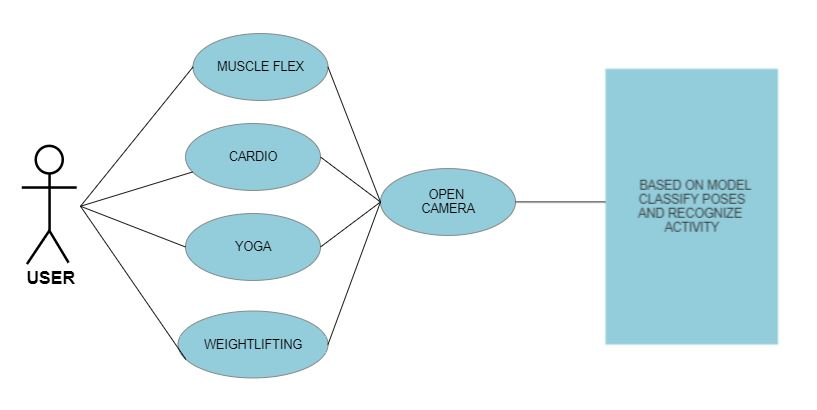 MUSCLE FLEX
CARDIO
YOGA
WEIGHTLIFTING
USER
OPEN
CAMERA
BASED ON MODEL
CLASSIFY POSES
AND RECOGNIZE
ACTIVITY